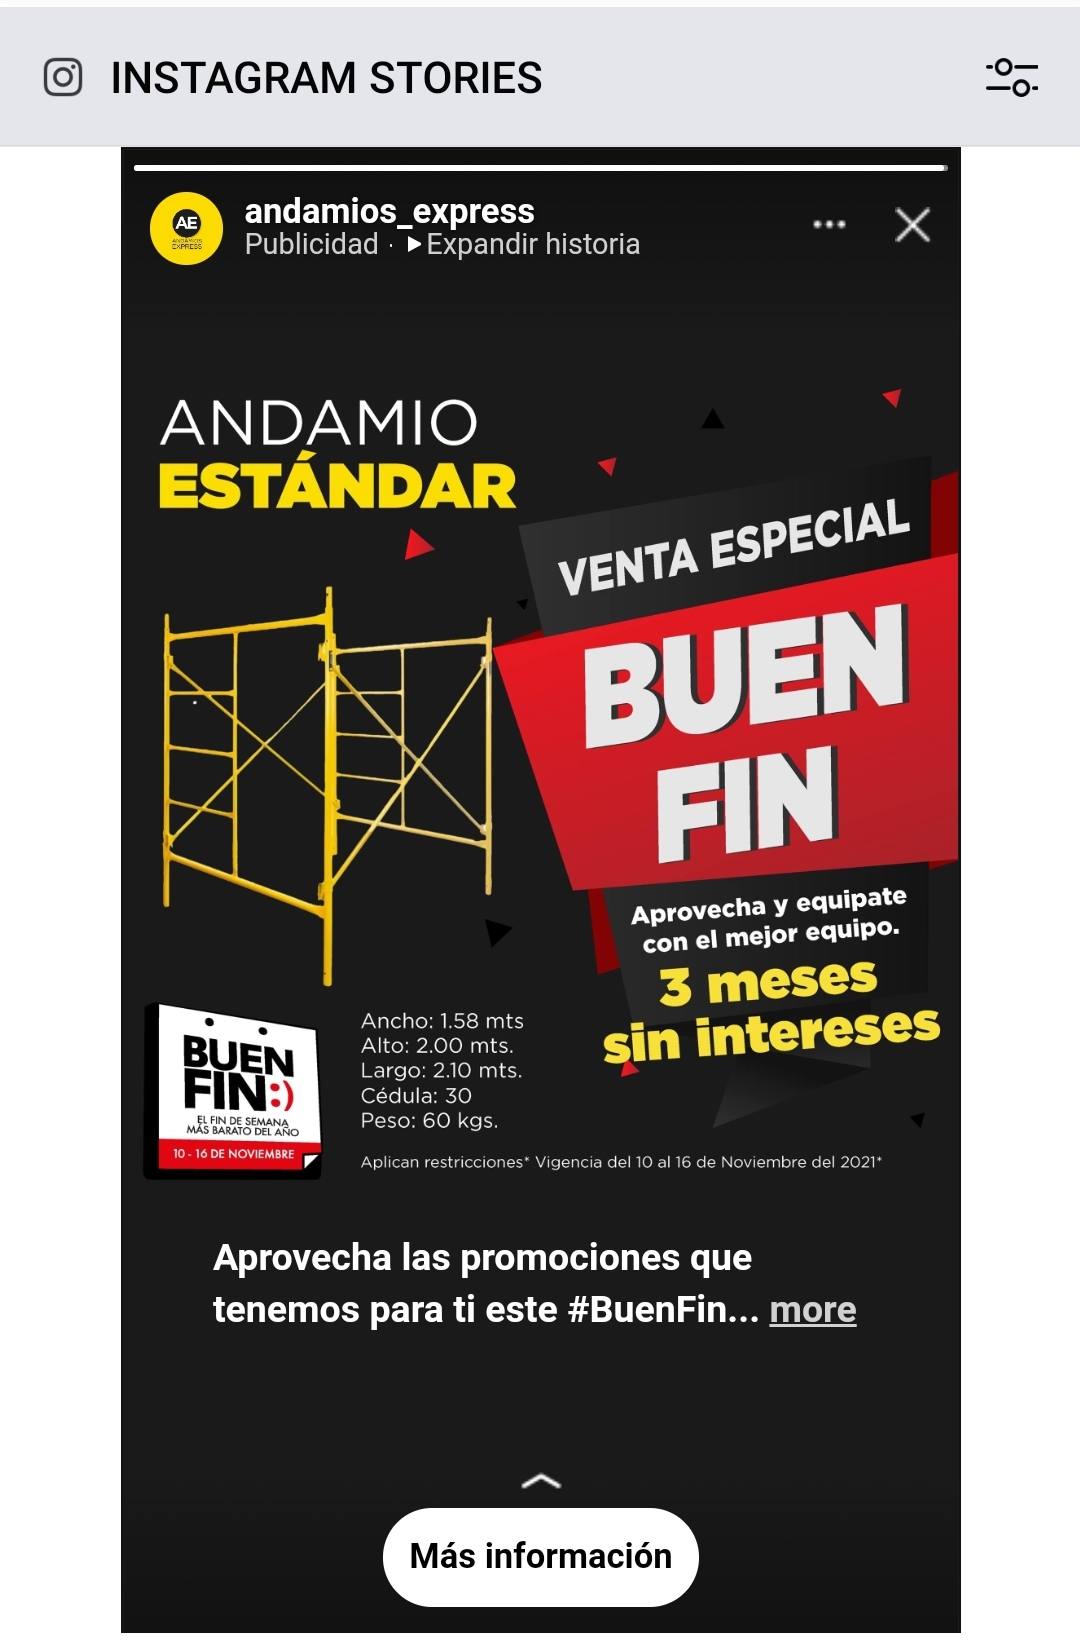 INSTAGRAM STORIES
andamios_express
Publicidad · Expandir historia
AE
ANDAMIOS
EXPRESS
ANDAMIO
ESTÁNDAR
VENTA ESPECIAL
BUEN
FIN
Aprovecha y equipate
con el mejor equipo.
3 meses
sin intereses
BUEN
FIN:)
EL FIN DE SEMANA
MÁS BARATO DEL AÑO
10 - 16 DE NOVIEMBRE
Ancho: 1.58 mts
Alto: 2.00 mts.
Largo: 2.10 mts.
Cédula: 30
Peso: 60 kgs.
Aplican restricciones* Vigencia del 10 al 16 de Noviembre del 2021*
Aprovecha las promociones que
tenemos para ti este #BuenFin... more
Más información